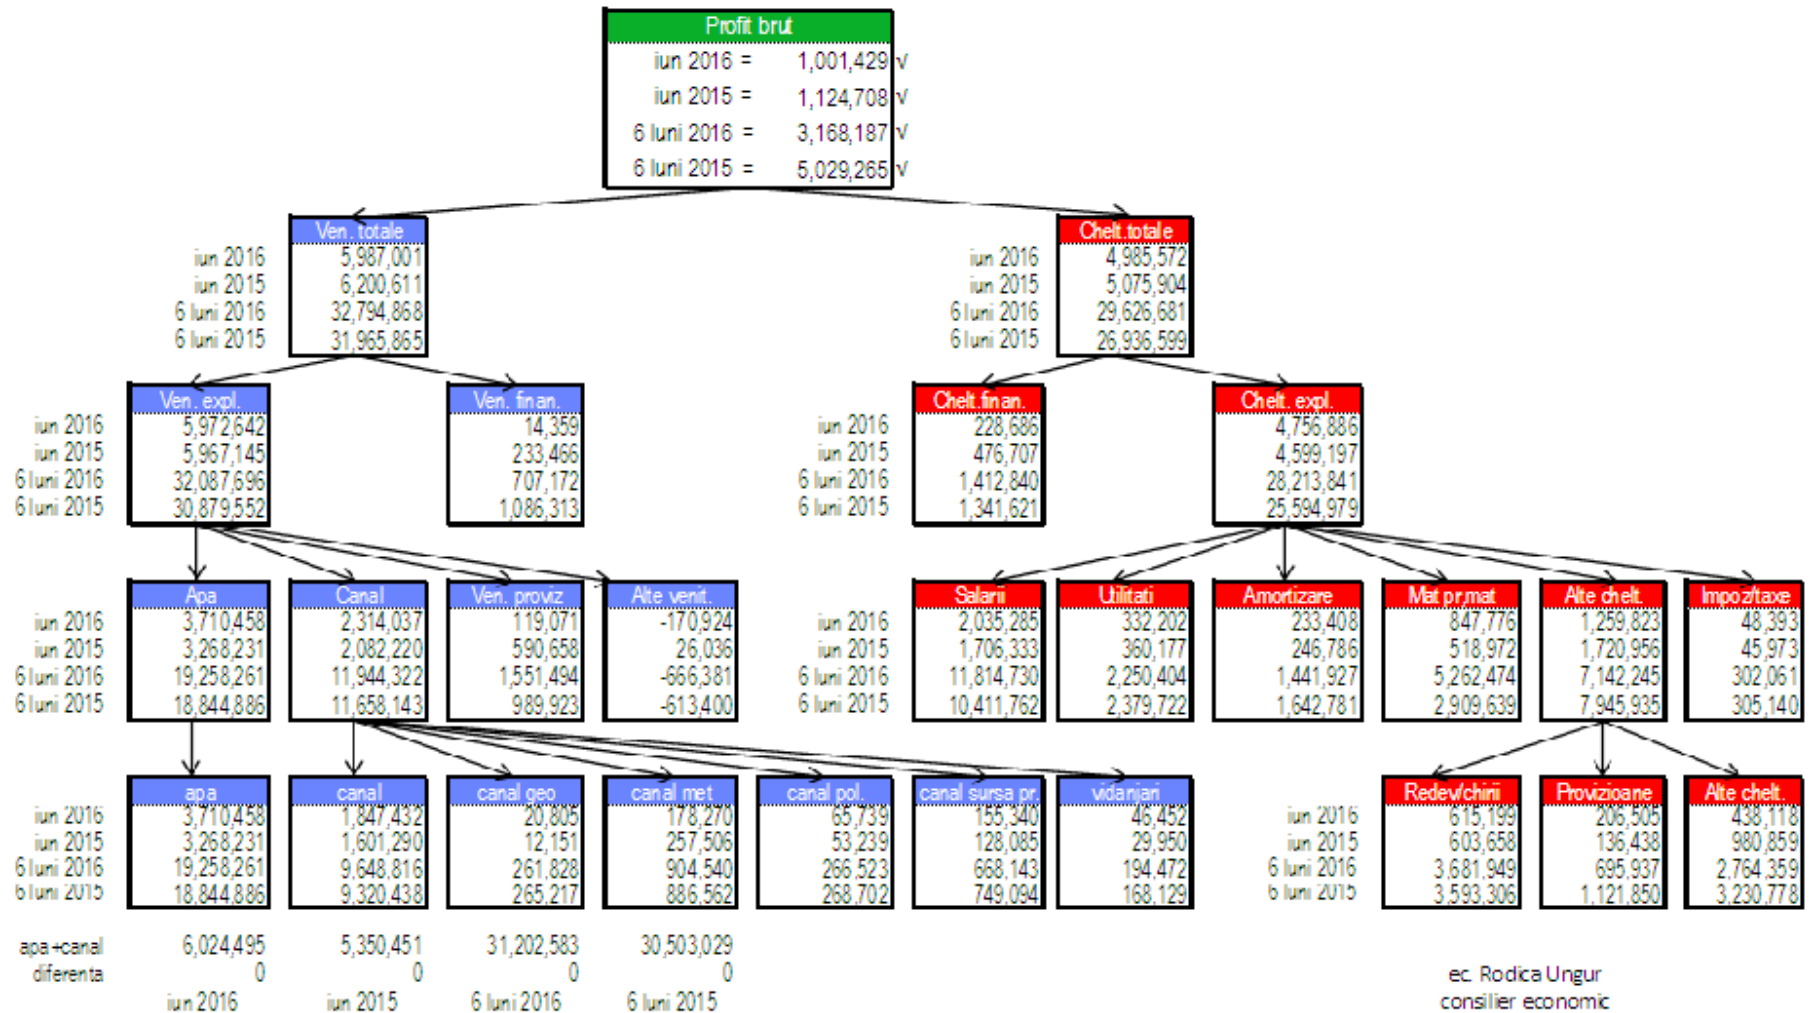 Profit brut
iun 2016 = 1,001,429 √
iun 2015 = 1,124,708 √
6 luni 2016 = 3,168,187 √
6 luni 2015 = 5,029,265 √
Ven. totale Chelt.totale
iun 2016 5,987,001 iun 2016 4,985,572
iun 2015 6,200,611 iun 2015 5,075,904
6 luni 2016 32,794,868 6 luni 2016 29,626,681
6 luni 2015 31,965,865 6 luni 2015 26,936,599
Ven. expl. Ven. finan. Chelt.finan. Chelt. expl.
iun 2016 5,972,642 14,359 iun 2016 228,686 4,756,886
iun 2015 5,967,145 233,466 iun 2015 476,707 4,599,197
6 luni 2016 32,087,696 707,172 6 luni 2016 1,412,840 28,213,841
6 luni 2015 30,879,552 1,086,313 6 luni 2015 1,341,621 25,594,979
Apa Canal Ven. proviz Alte venit. Salarii Utilitati Amortizare Mat pr,mat Alte chelt. Impoz/taxe
iun 2016 3,710,458 2,314,037 119,071 -170,924 iun 2016 2,035,285 332,202 233,408 847,776 1,259,823 48,393
iun 2015 3,268,231 2,082,220 590,658 26,036 iun 2015 1,706,333 360,177 246,786 518,972 1,720,956 45,973
6 luni 2016 19,258,261 11,944,322 1,551,494 -666,381 6 luni 2016 11,814,730 2,250,404 1,441,927 5,262,474 7,142,245 302,061
6 luni 2015 18,844,886 11,658,143 989,923 -613,400 6 luni 2015 10,411,762 2,379,722 1,642,781 2,909,639 7,945,935 305,140
apa canal canal geo canal met canal pol. canal sursa pr. vidanjari Redev/chirii Provizioane Alte chelt.
iun 2016 3,710,458 1,847,432 20,805 178,270 65,739 155,340 46,452 iun 2016 615,199 206,505 438,118
iun 2015 3,268,231 1,601,290 12,151 257,506 53,239 128,085 29,950 iun 2015 603,658 136,438 980,859
6 luni 2016 19,258,261 9,648,816 261,828 904,540 266,523 668,143 194,472 6 luni 2016 3,681,949 695,937 2,764,359
6 luni 2015 18,844,886 9,320,438 265,217 886,562 268,702 749,094 168,129 6 luni 2015 3,593,306 1,121,850 3,230,778
apa+canal 6,024,495 5,350,451 31,202,583 30,503,029
diferenta 0 0 0 0 ec. Rodica Ungur
iun 2016 iun 2015 6 luni 2016 6 luni 2015 consilier economic